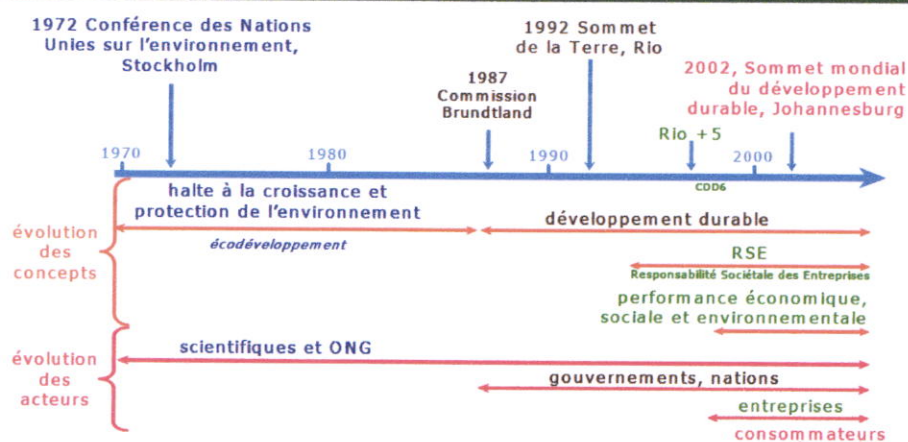 1972 Conférence des Nations
Unies sur l'environnement,
Stockholm
1987
Commission
Brundtland
1992 Sommet
de la Terre, Rio
2002, Sommet mondial
du développement
durable, Johannesburg
Rio +5
1970
1980
1990
2000
CDD6
évolution
des
concepts
halte à la croissance et
protection de l'environnement
écodéveloppement
développement durable
RSE
Responsabilité Sociétale des Entreprises
performance économique,
sociale et environnementale
évolution
des
acteurs
scientifiques et ONG
gouvernements, nations
entreprises
consommateurs